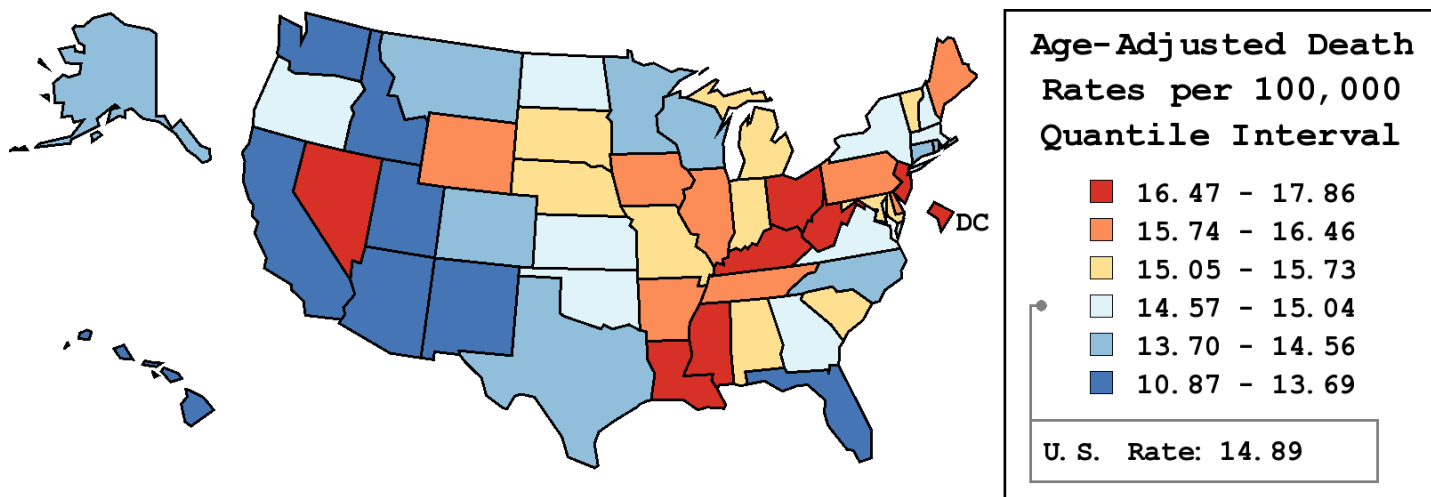 Age-Adjusted Death
Rates per 100,000
Quantile Interval
16.47 - 17.86
15.74 - 16.46
DC
15.05 - 15.73
14.57 - 15.04
13.70 - 14.56
10.87 - 13.69
U.S. Rate: 14.89